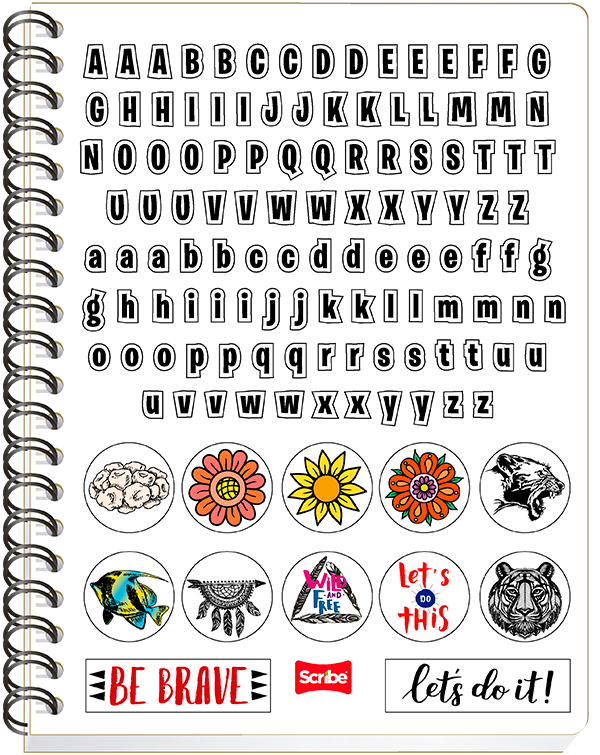 A A A B B C C D D E E E F F G
G H H I I I J J K K L L M M N
N O O O P P Q Q R R S S T T T
U U U V V W W X X Y Y Z Z
a a a b b c c d d e e e f f g
g h h i i i j j k k l l m m n n
o o o p p q q r r s s t t u u
u v v w w x x y y z z
WILD
AND
FREE
Let's
DO
THIS
BE BRAVE
Scribe
let's do it!